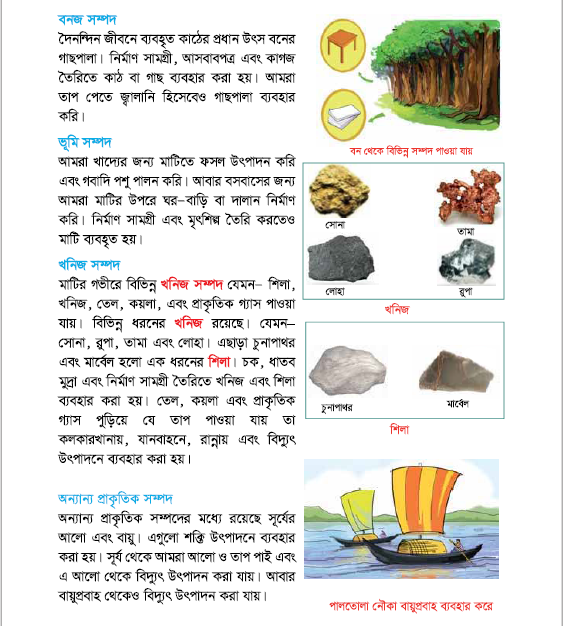 বনজ সম্পদ
দৈনন্দিন জীবনে ব্যবহৃত কাঠের প্রধান উৎস বনের
গাছপালা। নির্মাণ সামগ্রী, আসবাবপত্র এবং কাগজ
তৈরিতে কাঠ বা গাছ ব্যবহার করা হয়। আমরা
তাপ পেতে জ্বালানি হিসেবেও গাছপালা ব্যবহার
করি।
বন থেকে বিভিন্ন সম্পদ পাওয়া যায়
ভূমি সম্পদ
আমরা খাদ্যের জন্য মাটিতে ফসল উৎপাদন করি
এবং গবাদি পশু পালন করি। আবার বসবাসের জন্য
আমরা মাটির উপরে ঘর-বাড়ি বা দালান নির্মাণ
করি। নির্মাণ সামগ্রী এবং মৃৎশিল্প তৈরি করতেও
মাটি ব্যবহৃত হয়।
সোনা
তামা
লোহা
রুপা
খনিজ
খনিজ সম্পদ
মাটির গভীরে বিভিন্ন খনিজ সম্পদ যেমন– শিলা,
খনিজ, তেল, কয়লা, এবং প্রাকৃতিক গ্যাস পাওয়া
যায়। বিভিন্ন ধরনের খনিজ রয়েছে। যেমন–
সোনা, রুপা, তামা এবং লোহা। এছাড়া চুনাপাথর
এবং মার্বেল হলো এক ধরনের শিলা। চক, ধাতব
মুদ্রা এবং নির্মাণ সামগ্রী তৈরিতে খনিজ এবং শিলা
ব্যবহার করা হয়। তেল, কয়লা এবং প্রাকৃতিক
গ্যাস পুড়িয়ে যে তাপ পাওয়া যায় তা
কলকারখানায়, যানবাহনে, রান্নায় এবং বিদ্যুৎ
উৎপাদনে ব্যবহার করা হয়।
চুনাপাথর
মার্বেল
শিলা
অন্যান্য প্রাকৃতিক সম্পদ
অন্যান্য প্রাকৃতিক সম্পদের মধ্যে রয়েছে সূর্যের
আলো এবং বায়ু। এগুলো শক্তি উৎপাদনে ব্যবহার
করা হয়। সূর্য থেকে আমরা আলো ও তাপ পাই এবং
এ আলো থেকে বিদ্যুৎ উৎপাদন করা যায়। আবার
বায়ুপ্রবাহ থেকেও বিদ্যুৎ উৎপাদন করা যায়।
পালতোলা নৌকা বায়ুপ্রবাহ ব্যবহার করে